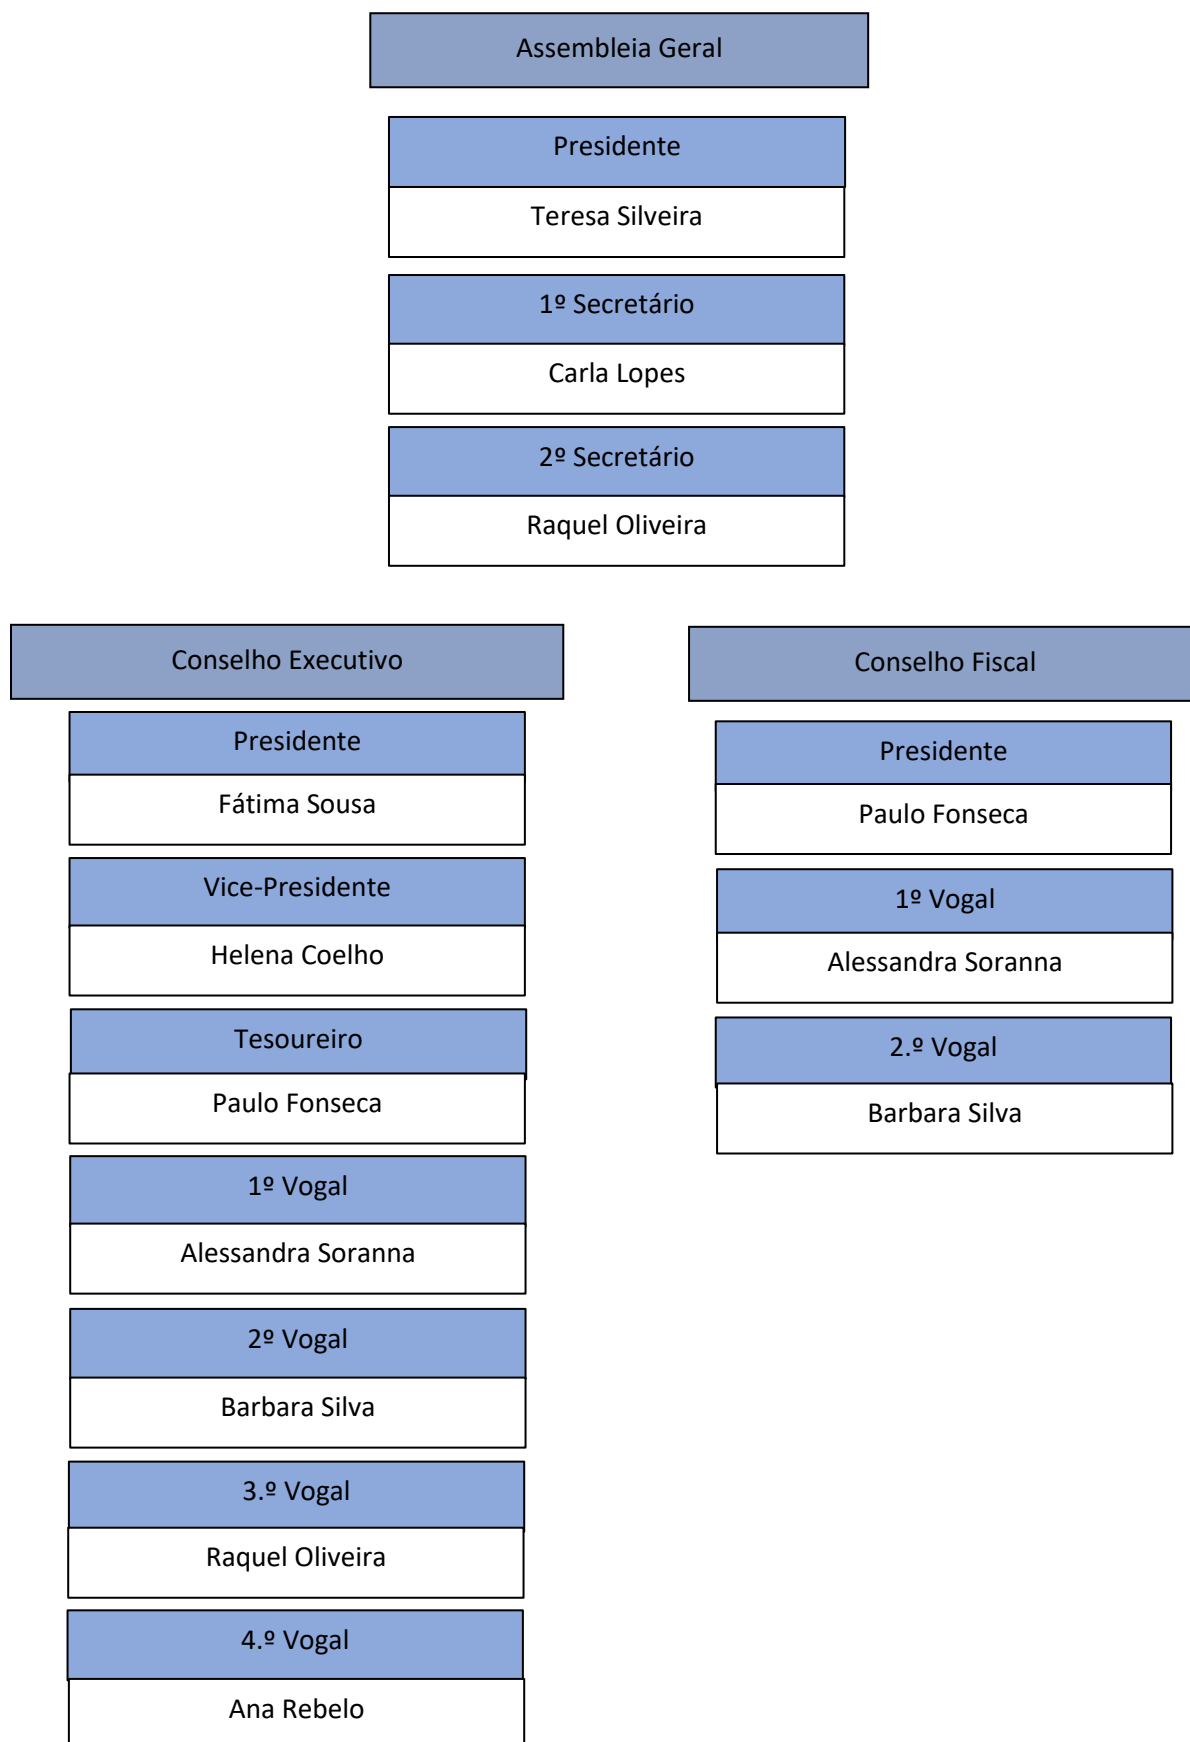 Assembleia Geral
Presidente
Teresa Silveira
1º Secretário
Carla Lopes
2º Secretário
Raquel Oliveira
Conselho Executivo
Presidente
Fátima Sousa
Vice-Presidente
Helena Coelho
Tesoureiro
Paulo Fonseca
1º Vogal
Alessandra Soranna
2º Vogal
Barbara Silva
3.º Vogal
Raquel Oliveira
4.º Vogal
Ana Rebelo
Conselho Fiscal
Presidente
Paulo Fonseca
1º Vogal
Alessandra Soranna
2.º Vogal
Barbara Silva